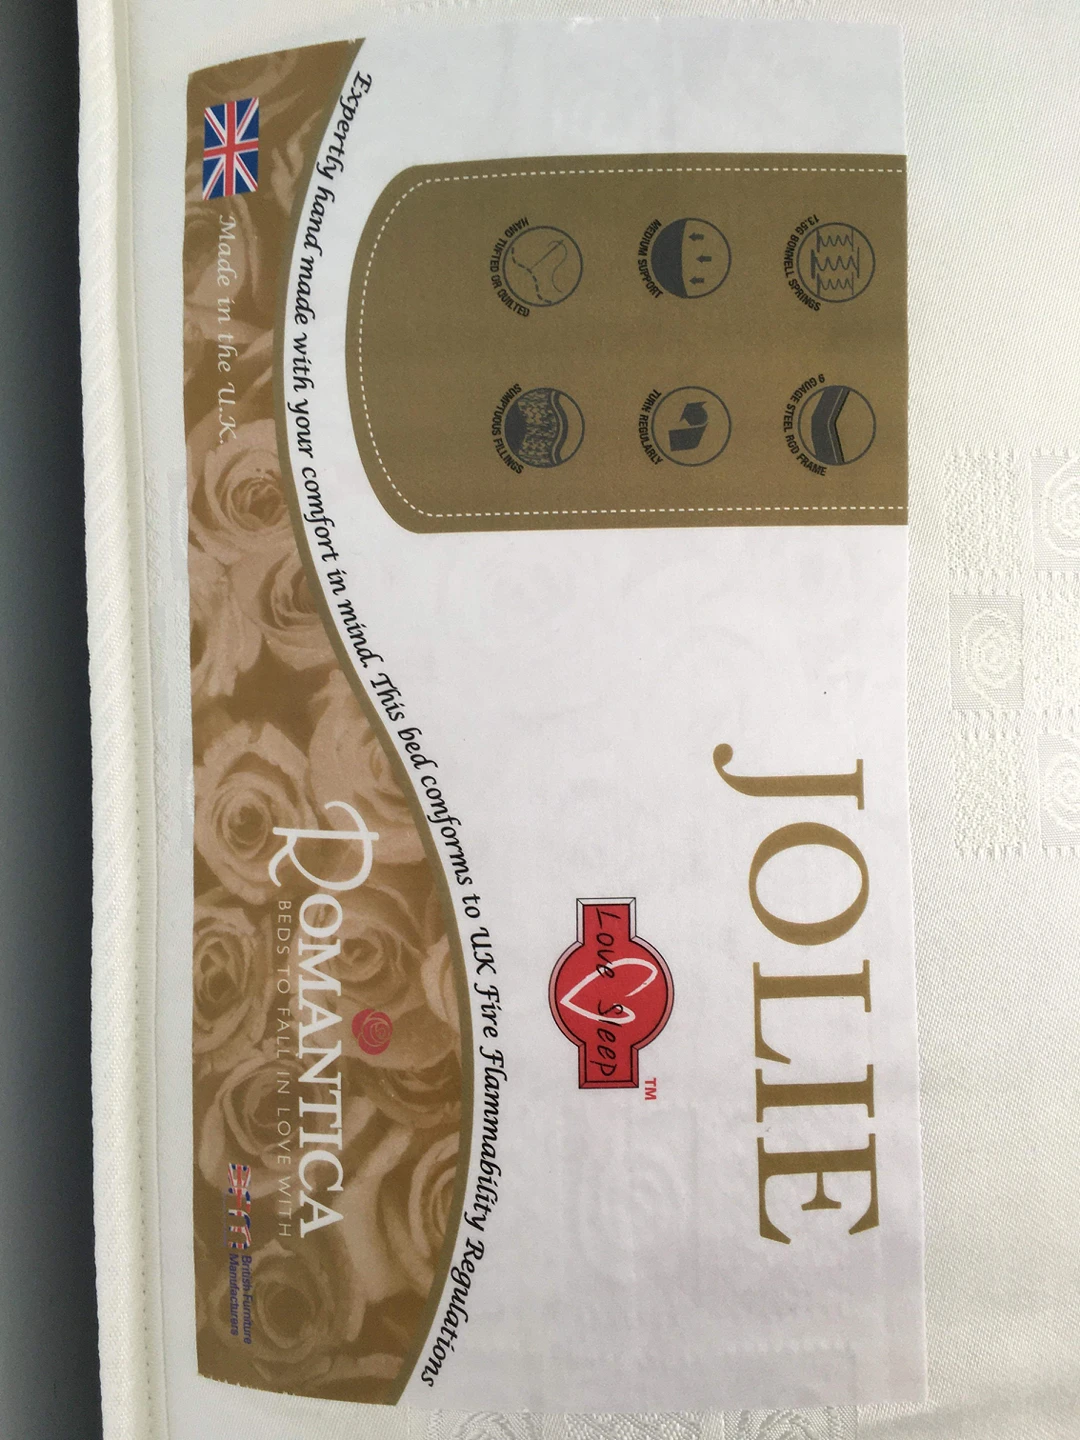 JOLIE
13.5G BONWELL SPRINGS
9 GUAGE STEEL ROD FRAME
MEDIUM SUPPORT
TURN REGULARLY
HAND TUFTED OR QUILTED
SUMPTUOUS FILLINGS
Love Sleep
TM
Expertly hand made with your comfort in mind. This bed conforms to UK Fire Flammability Regulations
Made in the U.K.
ROMANTICA
BEDS TO FALL IN LOVE WITH
British Furniture
Manufacturers